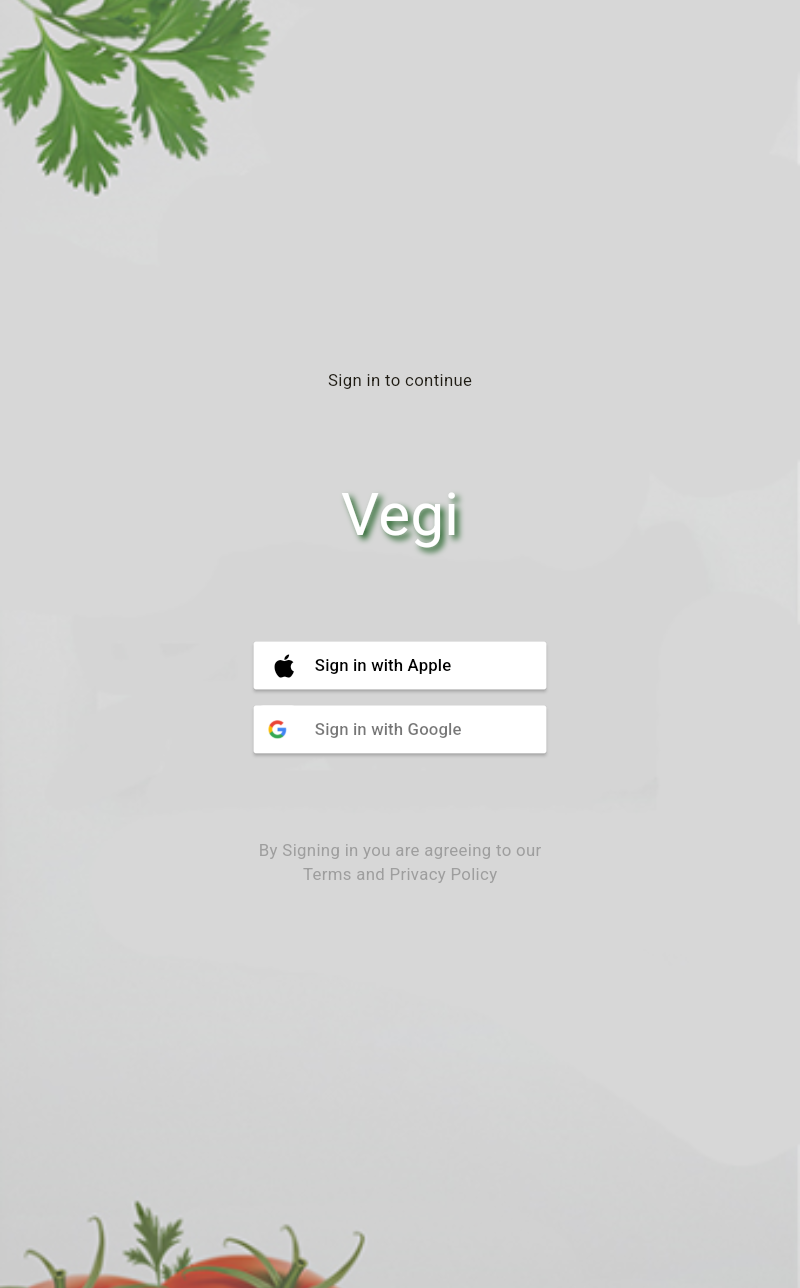 Sign in to continue
Vegi
Sign in with Apple
Sign in with Google
By Signing in you are agreeing to our
Terms and Privacy Policy